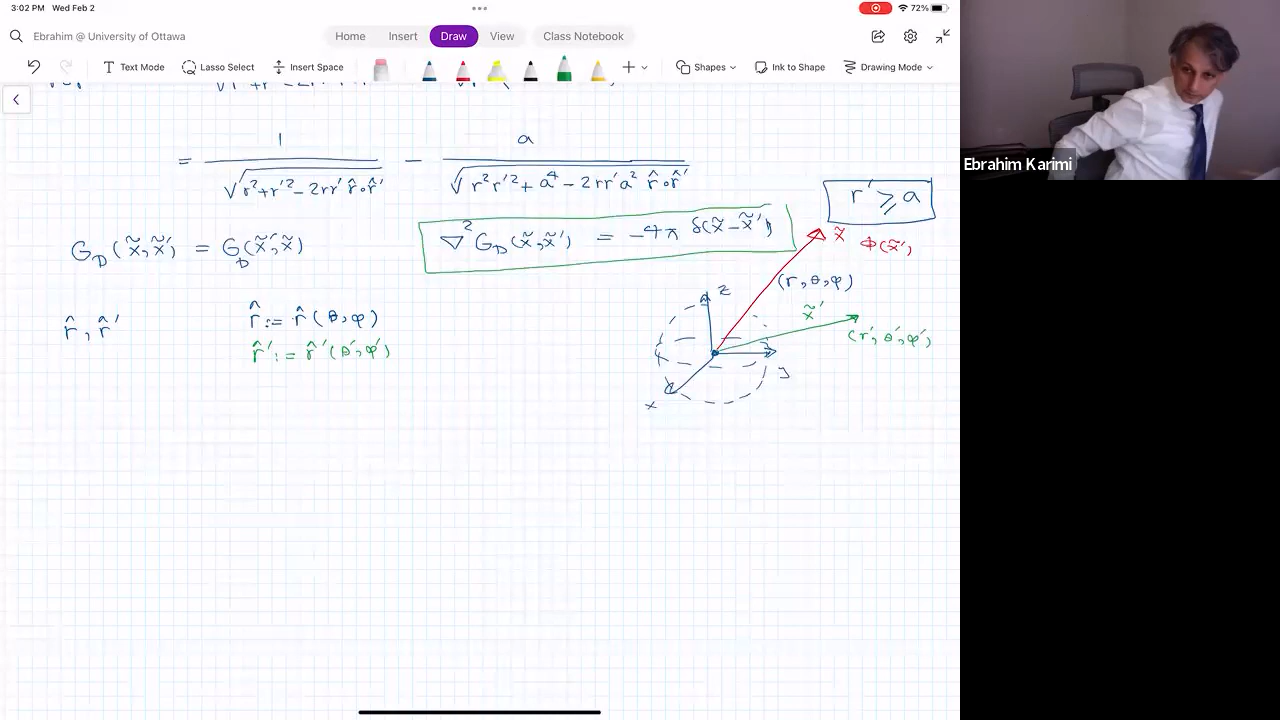 3:02 PM Wed Feb 2
72%
Ebrahim @ University of Ottawa
Home Insert Draw View Class Notebook
Text Mode Lasso Select Insert Space Shapes Ink to Shape Drawing Mode
Ebrahim Karimi
= 1 / √(r² + r'² - 2rr' r̂∘r̂') - a / √(r²r'² + a⁴ - 2rr'a² r̂∘r̂')
r' ⩾ a
∇² G_D(x̃, x̃') = -4π δ(x̃ - x̃')
G_D(x̃, x̃') = G_D(x̃', x̃)
x̃ Φ(x̃')
(r, θ, φ)
z
x̃'
(r', θ', φ')
r̂, r̂'
r̂ := r̂(θ, φ)
r̂' := r̂'(θ', φ')
y
x